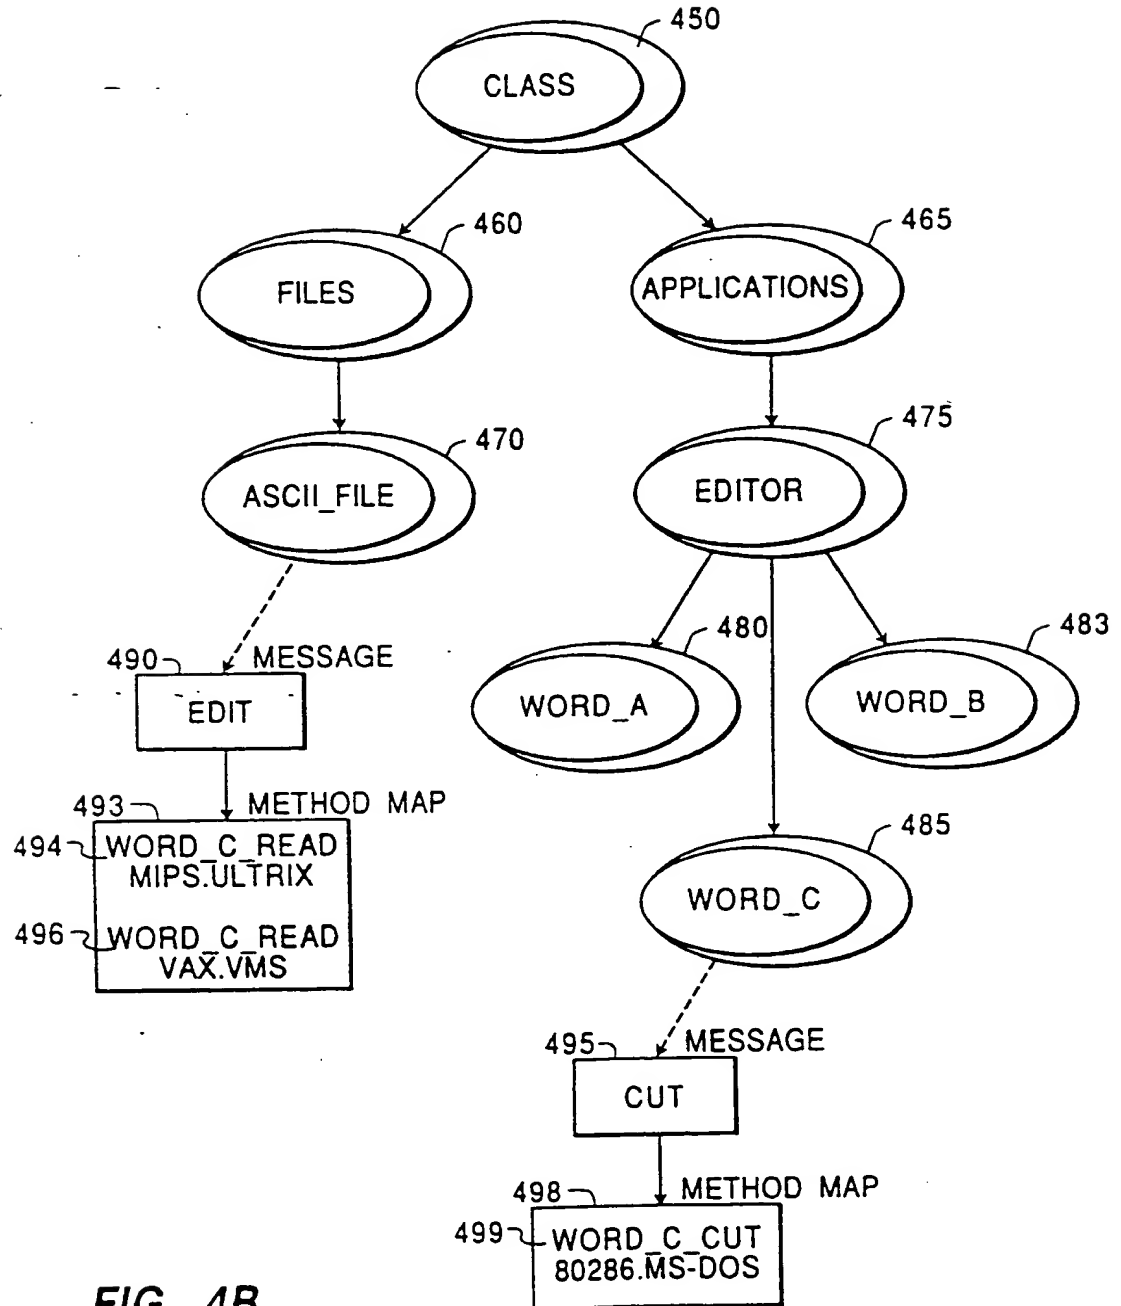 450
CLASS
460
465
FILES
APPLICATIONS
470
475
ASCII_FILE
EDITOR
480
483
490
MESSAGE
EDIT
WORD_A
WORD_B
493
METHOD MAP
494
WORD_C_READ
MIPS.ULTRIX
496
WORD_C_READ
VAX.VMS
485
WORD_C
495
MESSAGE
CUT
498
METHOD MAP
499
WORD_C_CUT
80286.MS-DOS
FIG. 4B